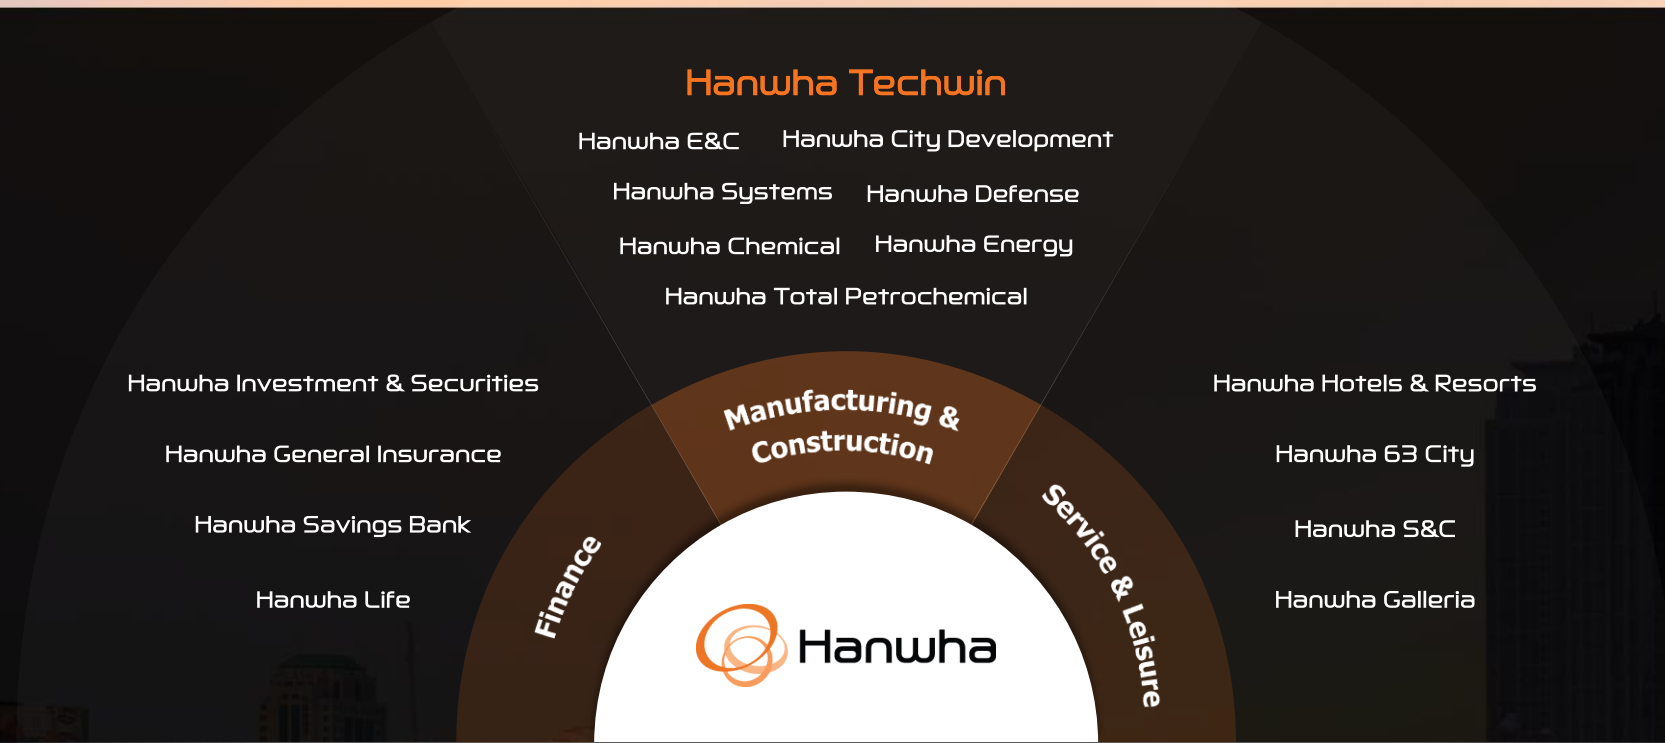 Hanwha Techwin
Hanwha E&C
Hanwha City Development
Hanwha Systems
Hanwha Defense
Hanwha Chemical
Hanwha Energy
Hanwha Total Petrochemical
Hanwha Investment & Securities
Hanwha General Insurance
Hanwha Savings Bank
Hanwha Life
Finance
Manufacturing &
Construction
Service & Leisure
Hanwha Hotels & Resorts
Hanwha 63 City
Hanwha S&C
Hanwha Galleria
Hanwha